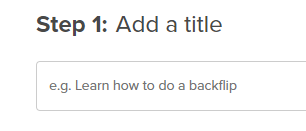 Step 1: Add a title
e.g. Learn how to do a backflip